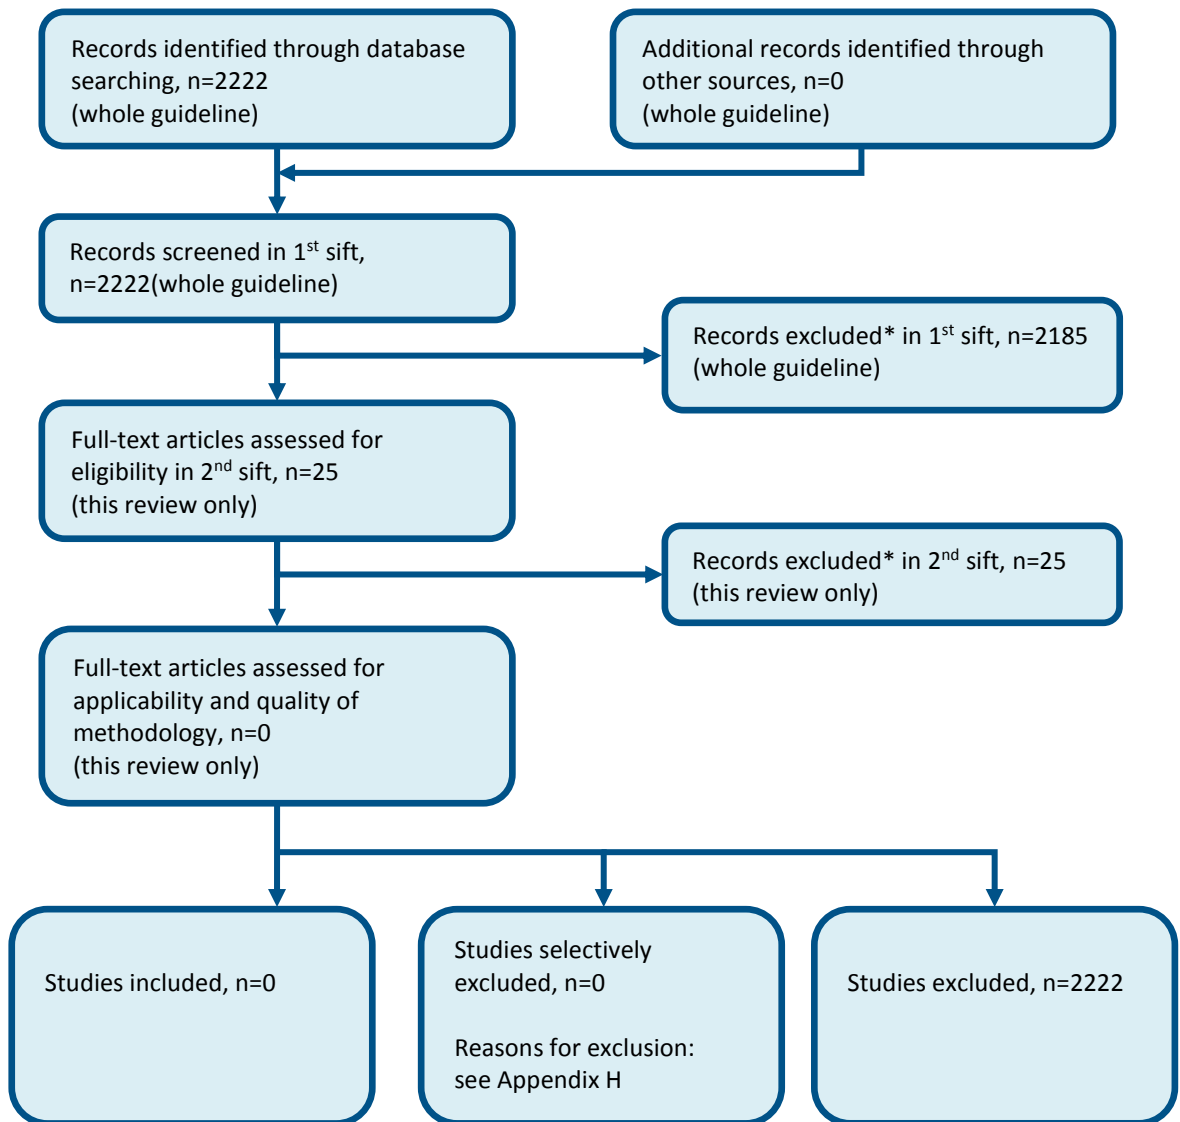 Records identified through database
searching, n=2222
(whole guideline)
Additional records identified through
other sources, n=0
(whole guideline)
Records screened in 1st sift,
n=2222(whole guideline)
Records excluded* in 1st sift, n=2185
(whole guideline)
Full-text articles assessed for
eligibility in 2nd sift, n=25
(this review only)
Records excluded* in 2nd sift, n=25
(this review only)
Full-text articles assessed for
applicability and quality of
methodology, n=0
(this review only)
Studies included, n=0
Studies selectively
excluded, n=0
Reasons for exclusion:
see Appendix H
Studies excluded, n=2222